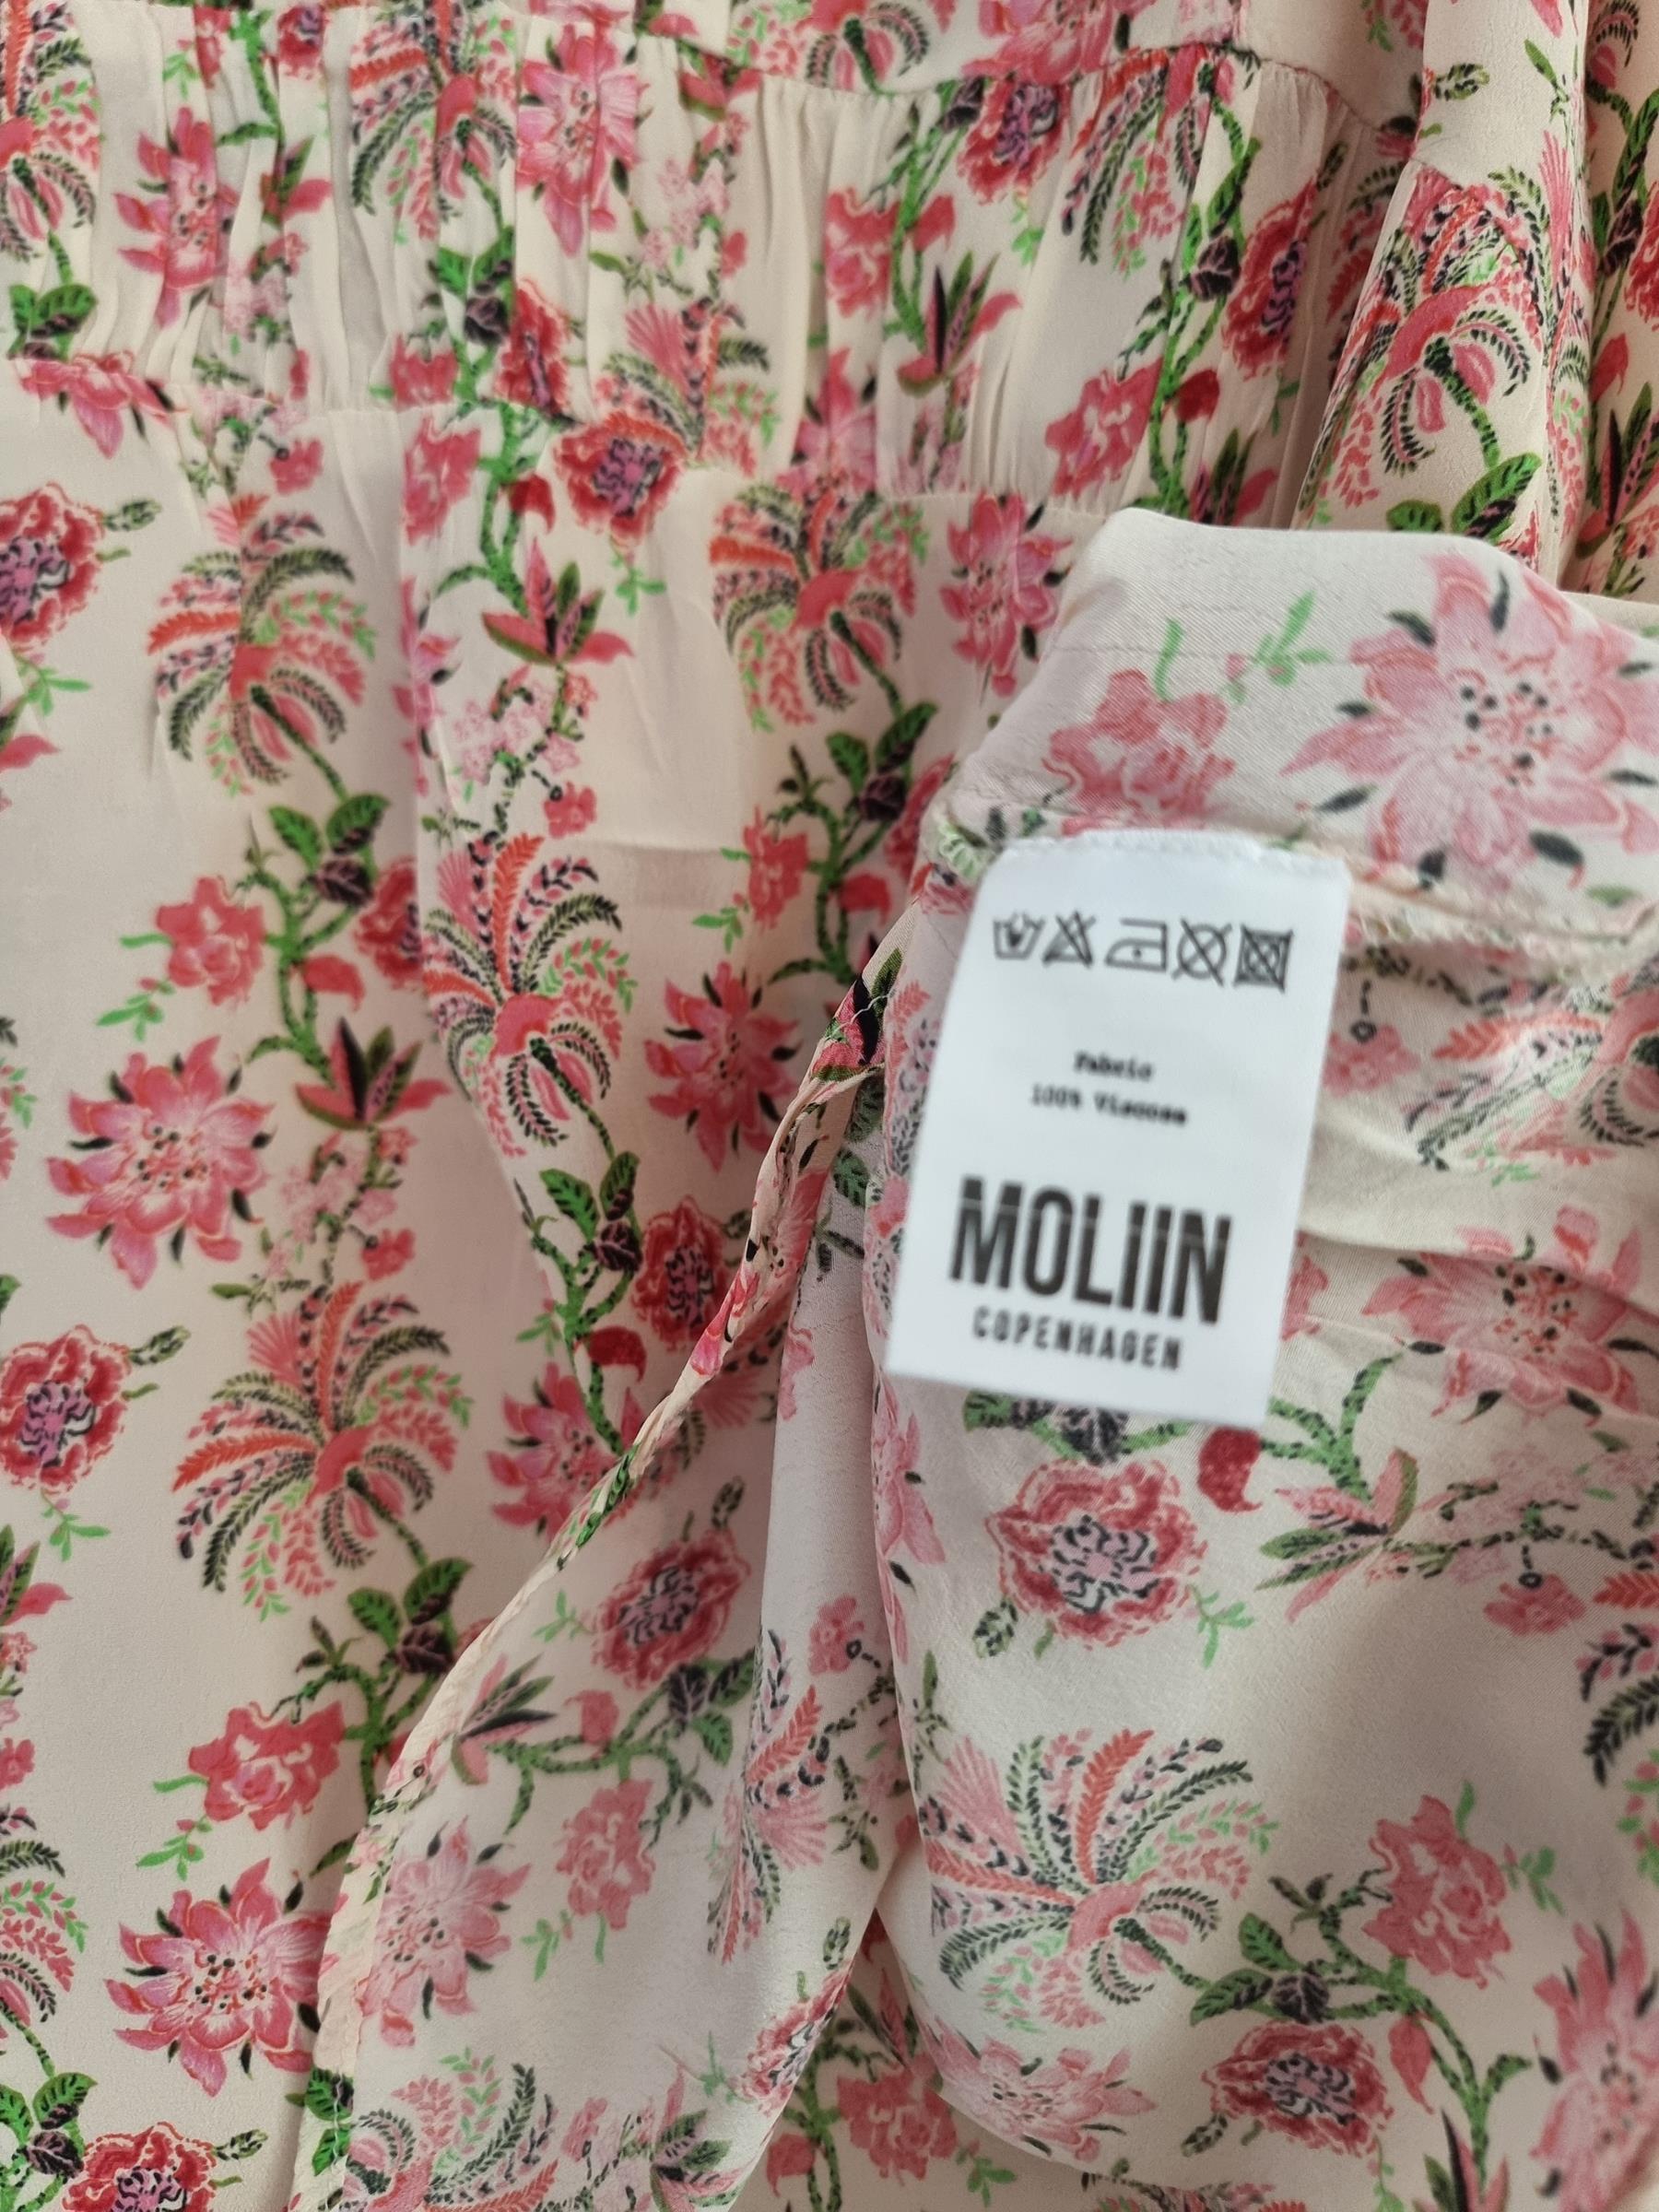 Fabric
100% Viscose
MOLIIN
COPENHAGEN